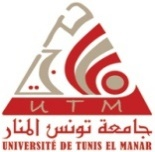 UTM
جامعة تونس المنار
UNIVERSITÉ DE TUNIS EL MANAR